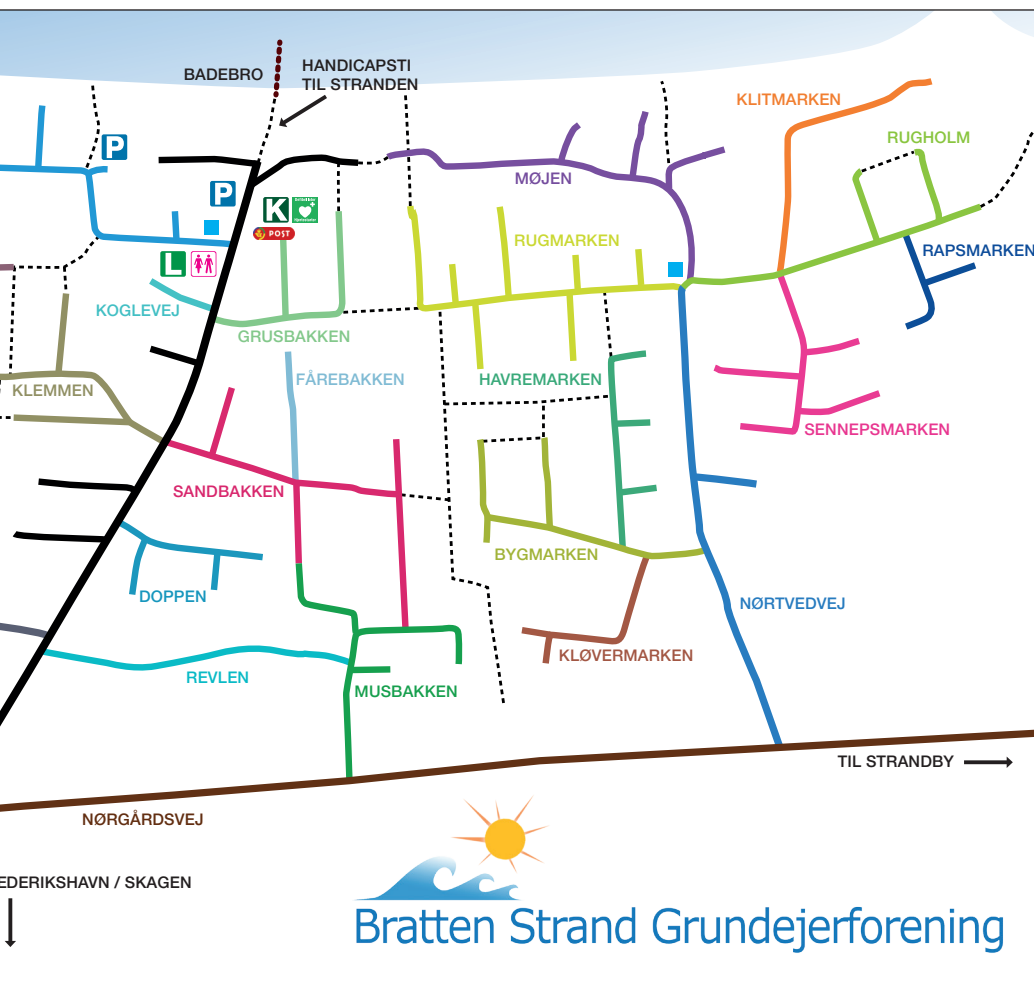 BADEBRO
HANDICAPSTI
TIL STRANDEN
KLITMARKEN
RUGHOLM
P
MØJEN
P
K
POST
RUGMARKEN
RAPSMARKEN
L
KOGLEVEJ
GRUSBAKKEN
KLEMMEN
FÅREBAKKEN
HAVREMARKEN
SENNEPSMARKEN
SANDBAKKEN
BYGMARKEN
DOPPEN
NØRTVEDVEJ
KLØVERMARKEN
REVLEN
MUSBAKKEN
TIL STRANDBY
NØRGÅRDSVEJ
EDERIKSHAVN / SKAGEN
Bratten Strand Grundejerforening